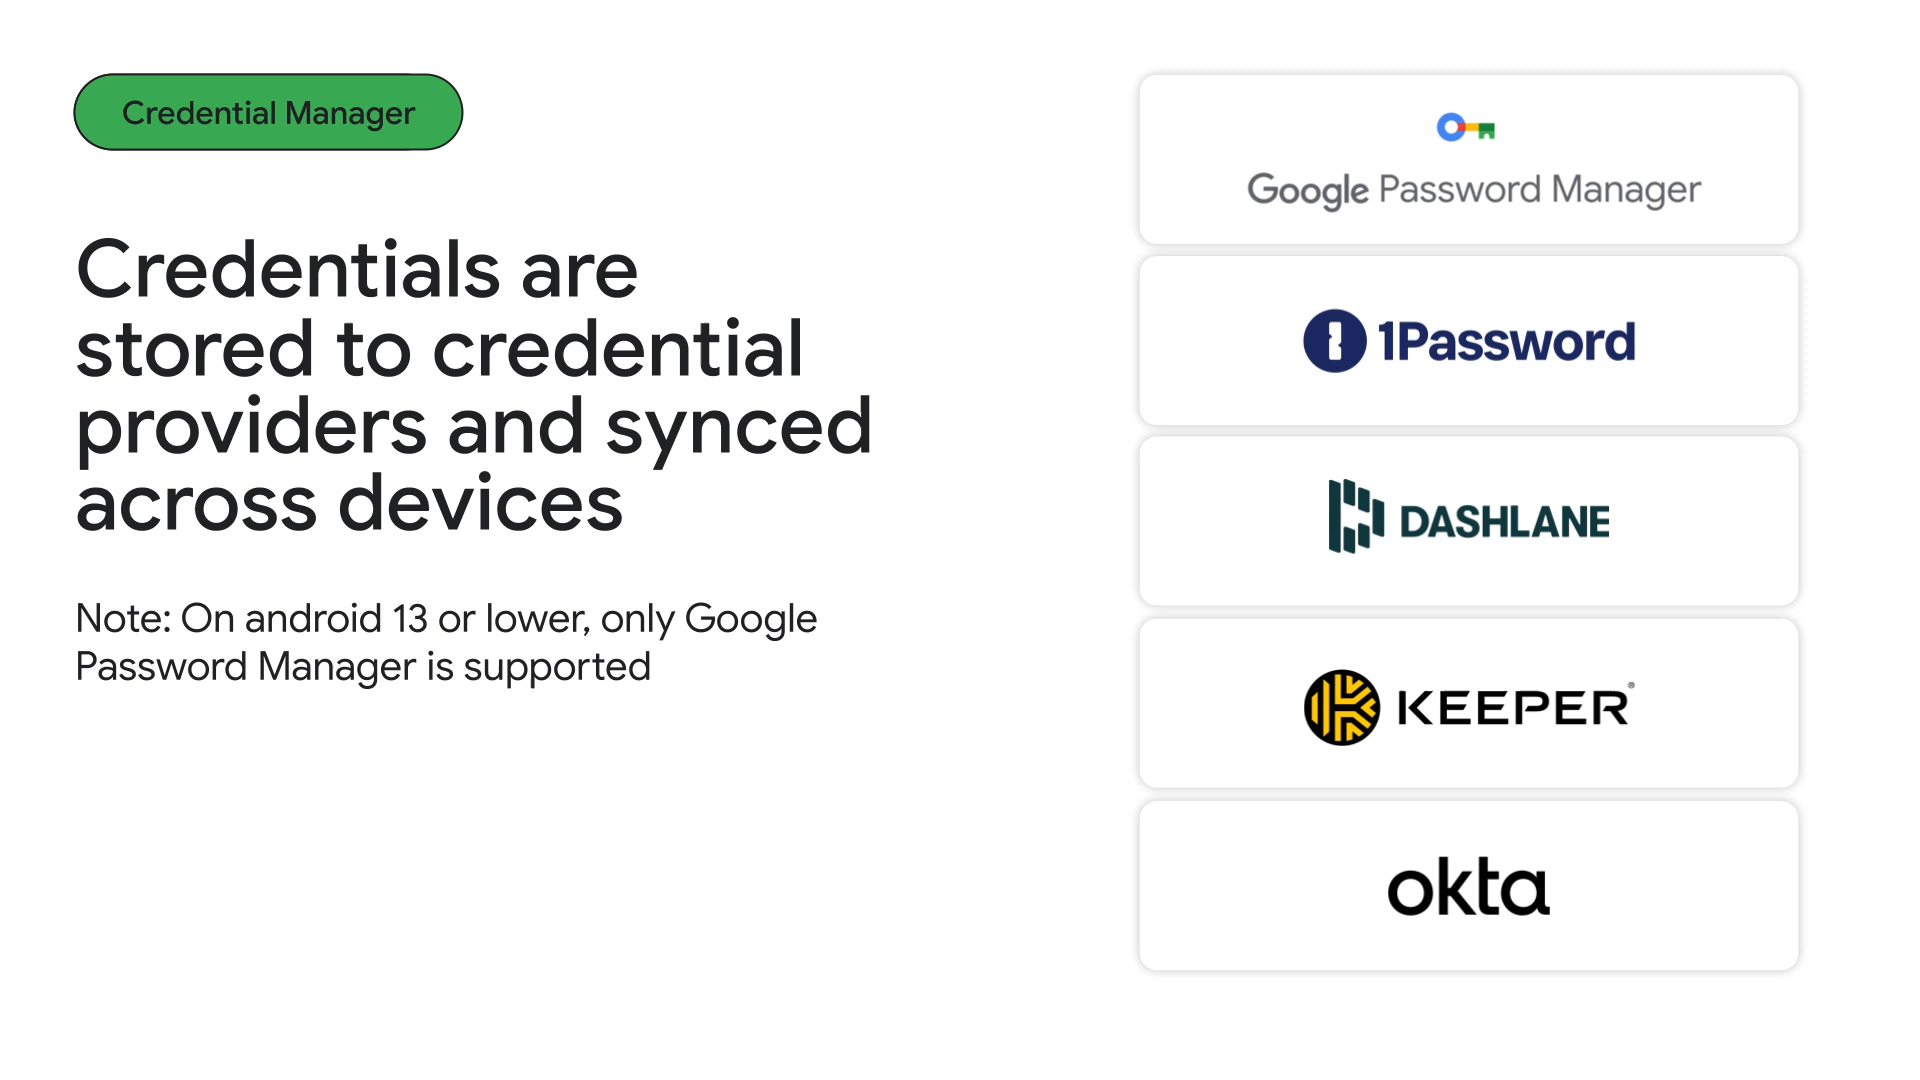 Credential Manager
Credentials are
stored to credential
providers and synced
across devices
Note: On android 13 or lower, only Google
Password Manager is supported
Google Password Manager
1Password
DASHLANE
KEEPER®
okta